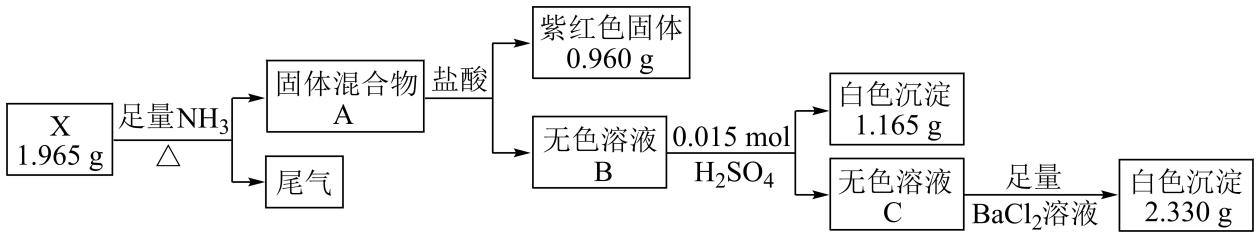 紫红色固体
0.960 g
固体混合物
A
盐酸
X
1.965 g
足量NH₃
△
尾气
无色溶液
B
0.015 mol
H₂SO₄
白色沉淀
1.165 g
无色溶液
C
足量
BaCl₂溶液
白色沉淀
2.330 g